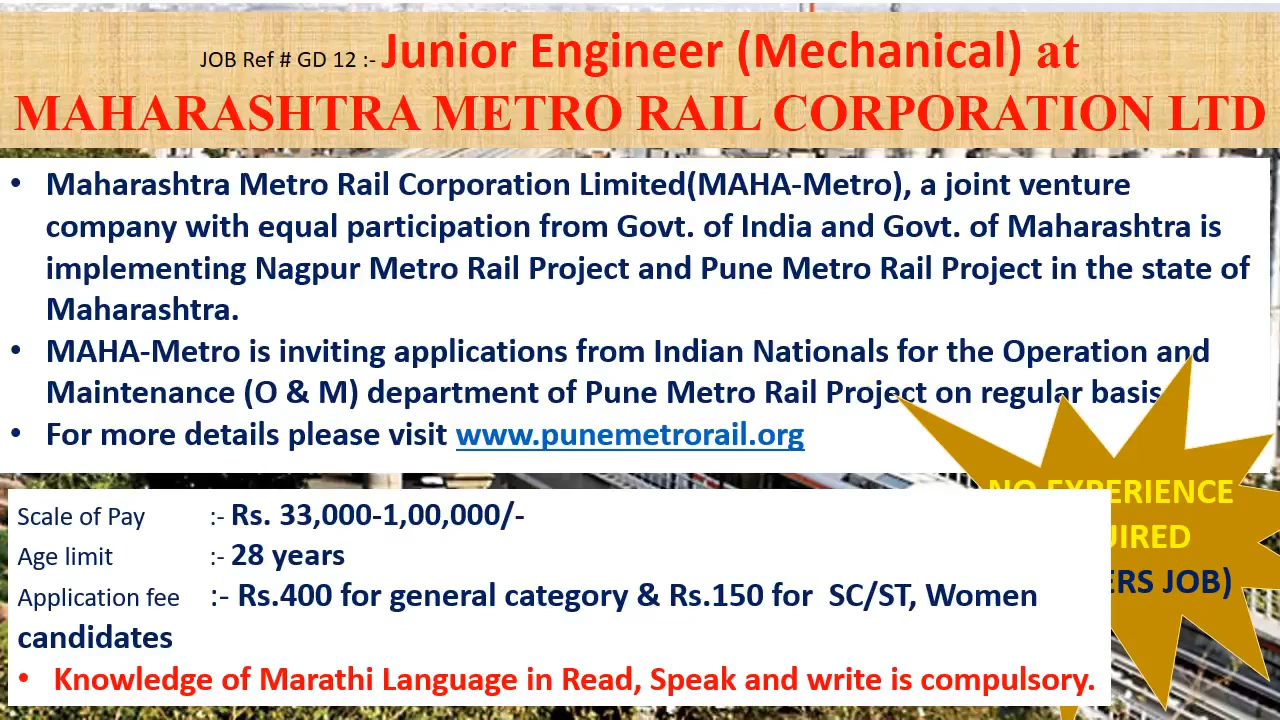 JOB Ref # GD 12 :- Junior Engineer (Mechanical) at
MAHARASHTRA METRO RAIL CORPORATION LTD
• Maharashtra Metro Rail Corporation Limited(MAHA-Metro), a joint venture
company with equal participation from Govt. of India and Govt. of Maharashtra is
implementing Nagpur Metro Rail Project and Pune Metro Rail Project in the state of
Maharashtra.
• MAHA-Metro is inviting applications from Indian Nationals for the Operation and
Maintenance (O & M) department of Pune Metro Rail Project on regular basis
• For more details please visit www.punemetrorail.org
NO EXPERIENCE
UIRED
ERS JOB)
Scale of Pay :- Rs. 33,000-1,00,000/-
Age limit :- 28 years
Application fee :- Rs.400 for general category & Rs.150 for SC/ST, Women
candidates
• Knowledge of Marathi Language in Read, Speak and write is compulsory.